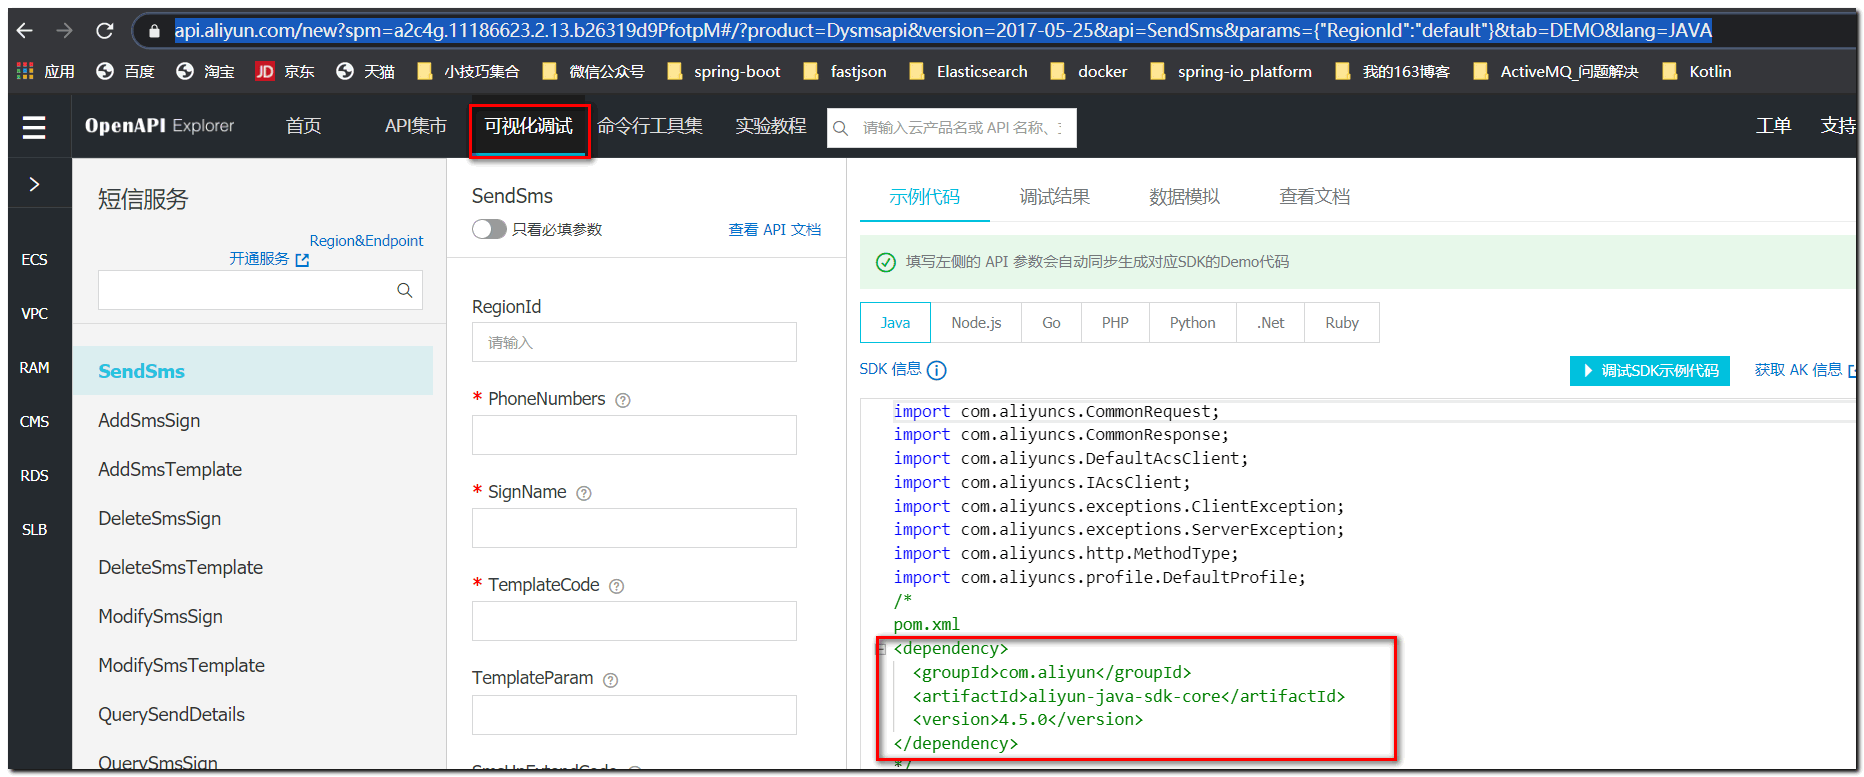 api.aliyun.com/new?spm=a2c4g.11186623.2.13.b26319d9PfotpM#/?product=Dysmsapi&version=2017-05-25&api=SendSms&params={"RegionId":"default"}&tab=DEMO&lang=JAVA
应用 百度 淘宝 JD 京东 天猫 小技巧集合 微信公众号 spring-boot fastjson Elasticsearch docker spring-io_platform 我的163博客 ActiveMQ_问题解决 Kotlin
OpenAPI Explorer 首页 API集市 可视化调试 命令行工具集 实验教程 请输入云产品名或 API 名称、 工单 支持
短信服务
Region&Endpoint
开通服务
ECS
VPC
RAM
CMS
RDS
SLB
SendSms
AddSmsSign
AddSmsTemplate
DeleteSmsSign
DeleteSmsTemplate
ModifySmsSign
ModifySmsTemplate
QuerySendDetails
QuerySmsSign
SendSms
只看必填参数 查看 API 文档
RegionId
请输入
* PhoneNumbers
* SignName
* TemplateCode
TemplateParam
SmsUpExtendCode
示例代码 调试结果 数据模拟 查看文档
填写左侧的 API 参数会自动同步生成对应SDK的Demo代码
Java Node.js Go PHP Python .Net Ruby
SDK 信息 调试SDK示例代码 获取 AK 信息
import com.aliyuncs.CommonRequest;
import com.aliyuncs.CommonResponse;
import com.aliyuncs.DefaultAcsClient;
import com.aliyuncs.IAcsClient;
import com.aliyuncs.exceptions.ClientException;
import com.aliyuncs.exceptions.ServerException;
import com.aliyuncs.http.MethodType;
import com.aliyuncs.profile.DefaultProfile;
/*
pom.xml
<dependency>
<groupId>com.aliyun</groupId>
<artifactId>aliyun-java-sdk-core</artifactId>
<version>4.5.0</version>
</dependency>
*/